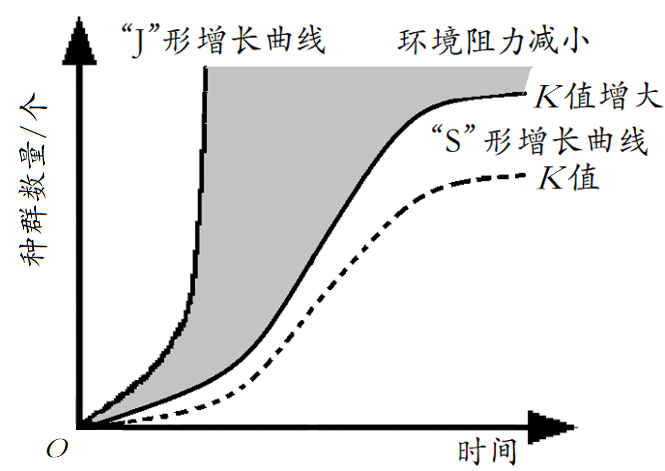 “J”形增长曲线
环境阻力减小
K值增大
“S”形增长曲线
K值
种群数量/个
O
时间